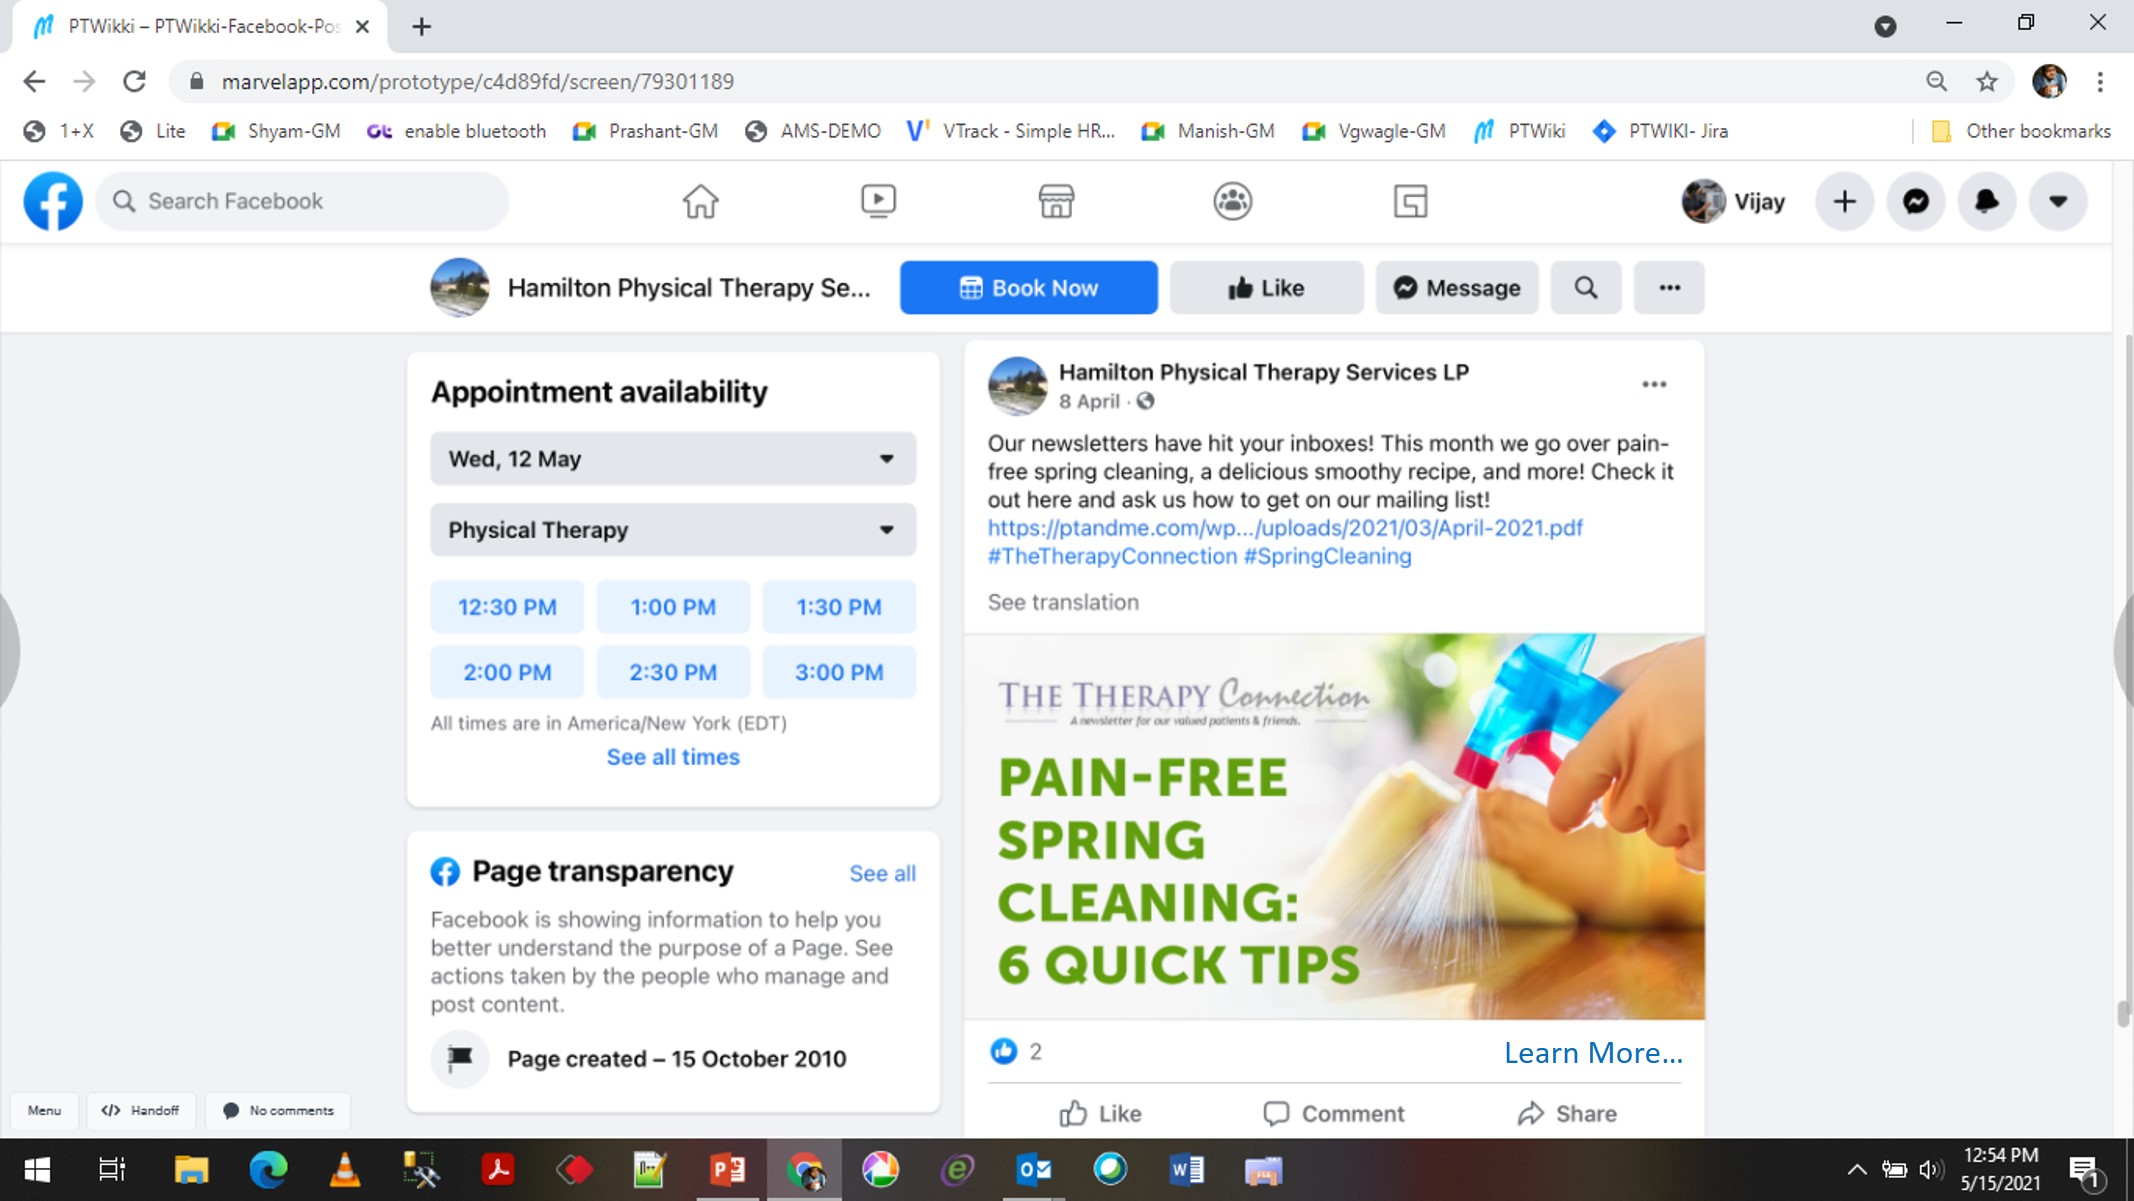 PTWikki – PTWikki-Facebook-Pos
marvelapp.com/prototype/c4d89fd/screen/79301189
1+X Lite Shyam-GM enable bluetooth Prashant-GM AMS-DEMO VTrack - Simple HR... Manish-GM Vgwagle-GM PTWiki PTWIKI- Jira Other bookmarks
Search Facebook
Vijay
Hamilton Physical Therapy Se...
Book Now
Like
Message
Appointment availability
Wed, 12 May
Physical Therapy
12:30 PM 1:00 PM 1:30 PM
2:00 PM 2:30 PM 3:00 PM
All times are in America/New York (EDT)
See all times
Page transparency See all
Facebook is showing information to help you
better understand the purpose of a Page. See
actions taken by the people who manage and
post content.
Page created – 15 October 2010
Hamilton Physical Therapy Services LP
8 April ·
Our newsletters have hit your inboxes! This month we go over pain-
free spring cleaning, a delicious smoothy recipe, and more! Check it
out here and ask us how to get on our mailing list!
https://ptandme.com/wp.../uploads/2021/03/April-2021.pdf
#TheTherapyConnection #SpringCleaning
See translation
THE THERAPY Connection
A newsletter for our valued patients & friends.
PAIN-FREE
SPRING
CLEANING:
6 QUICK TIPS
2 Learn More...
Like Comment Share
Menu </> Handoff No comments
12:54 PM
5/15/2021
1